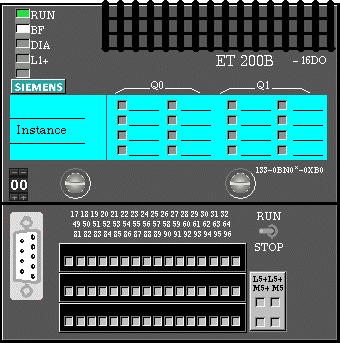 RUN
BF
DIA
L1+
ET 200B - 16DO
SIEMENS
Q0 Q1
Instance
133-0BN0*-0XB0
00
17 18 19 20 21 22 23 24 25 26 27 28 29 30 31 32
49 50 51 52 53 54 55 56 57 58 59 60 61 62 63 64
81 82 83 84 85 86 87 88 89 90 91 92 93 94 95 96
RUN
STOP
L5+L5+
M5+ M5